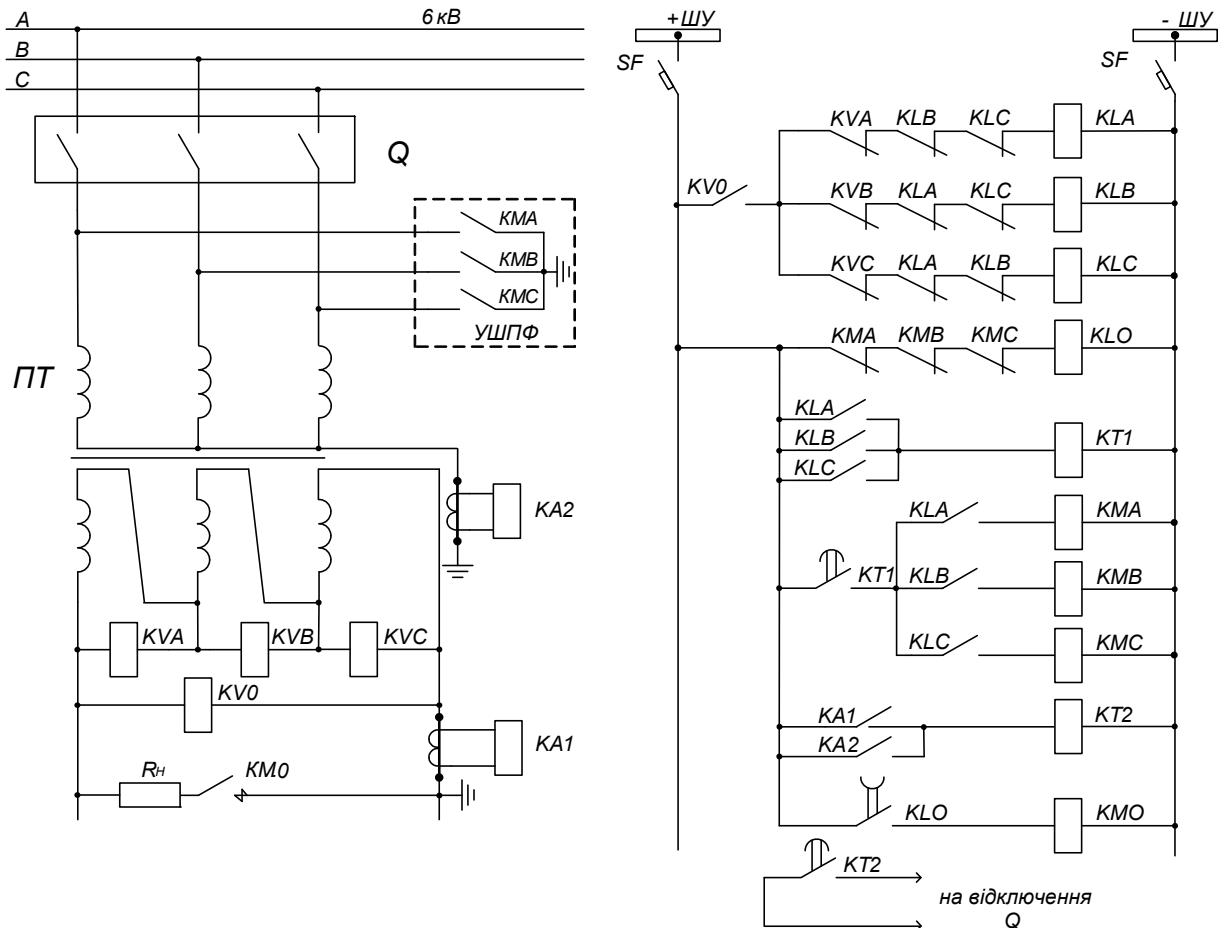 A
6 кВ
B
C
Q
KMA
KMB
KMC
УШПФ
ПТ
KA2
KVA
KVB
KVC
KV0
KA1
Rн
KM.0
+ШУ
- ШУ
SF
SF
KVA
KLB
KLC
KLA
KV0
KVB
KLA
KLC
KLB
KVC
KLA
KLB
KLC
KMA
KMB
KMC
KLO
KLA
KLB
KLC
KT1
KLA
KMA
KT1
KLB
KMB
KLC
KMC
KA1
KA2
KT2
KLO
KMO
KT2
на відключення
Q